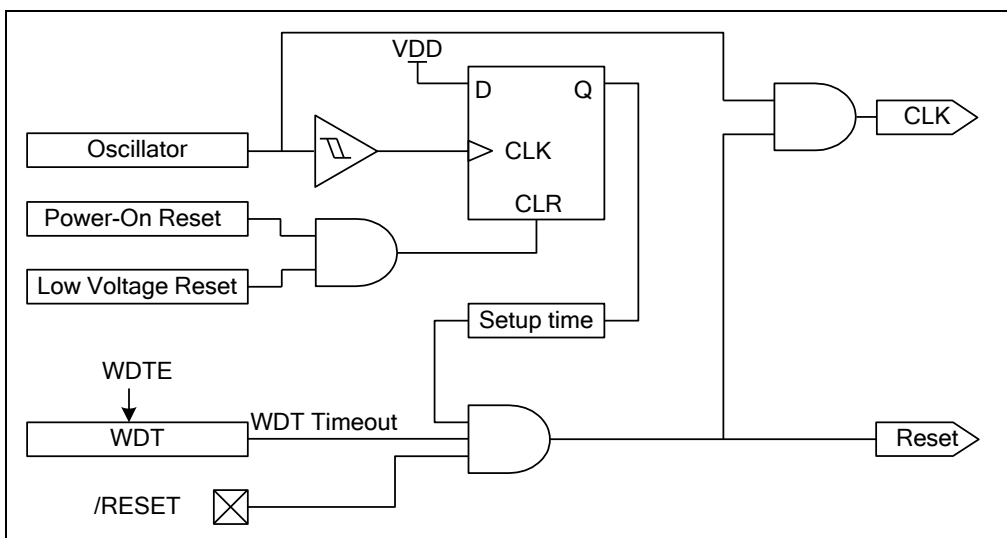 VDD
D
Q
CLK
Oscillator
CLK
Power-On Reset
CLR
Low Voltage Reset
Setup time
WDTE
WDT Timeout
WDT
Reset
/RESET